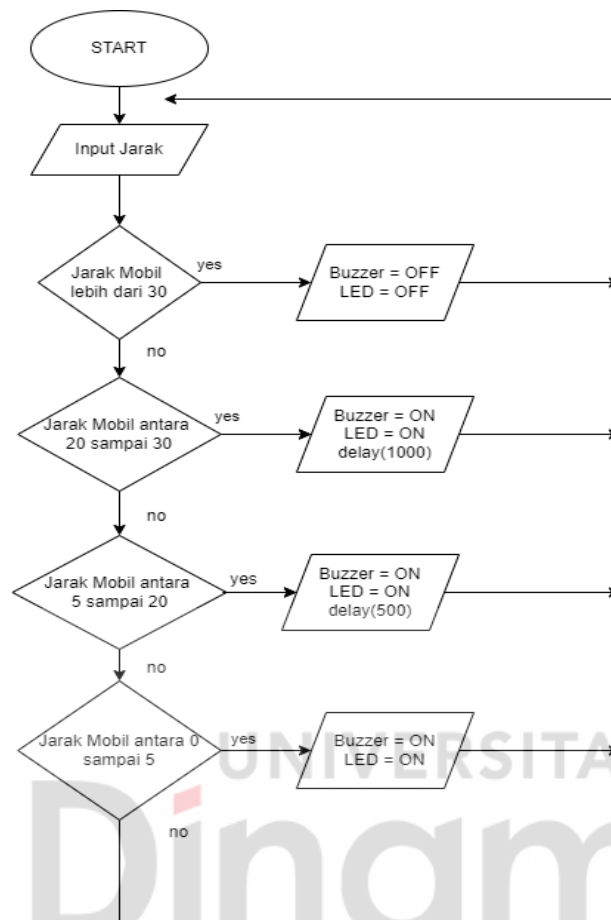 START
Input Jarak
Jarak Mobil
lebih dari 30
yes
Buzzer = OFF
LED = OFF
no
Jarak Mobil antara
20 sampai 30
yes
Buzzer = ON
LED = ON
delay(1000)
no
Jarak Mobil antara
5 sampai 20
yes
Buzzer = ON
LED = ON
delay(500)
no
Jarak Mobil antara 0
sampai 5
yes
Buzzer = ON
LED = ON
no
UNIVERSITA
Dinam